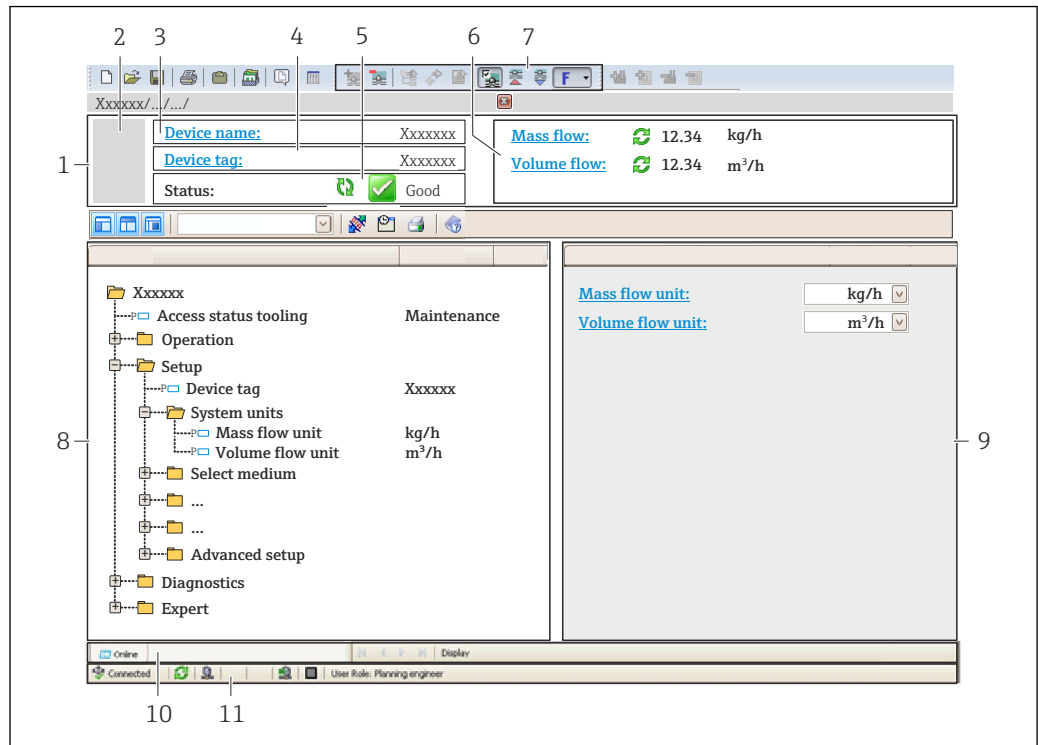 2 3 4 5 6 7
F
Xxxxxx/.../.../
1
Device name: Xxxxxxx
Device tag: Xxxxxxx
Status: Good
Mass flow: 12.34 kg/h
Volume flow: 12.34 m³/h
Xxxxxx
P Access status tooling Maintenance
Operation
Setup
P Device tag Xxxxxx
System units
P Mass flow unit kg/h
P Volume flow unit m³/h
Select medium
...
...
Advanced setup
Diagnostics
Expert
Mass flow unit: kg/h
Volume flow unit: m³/h
8
9
Online Display
Connected User Role: Planning engineer
10 11